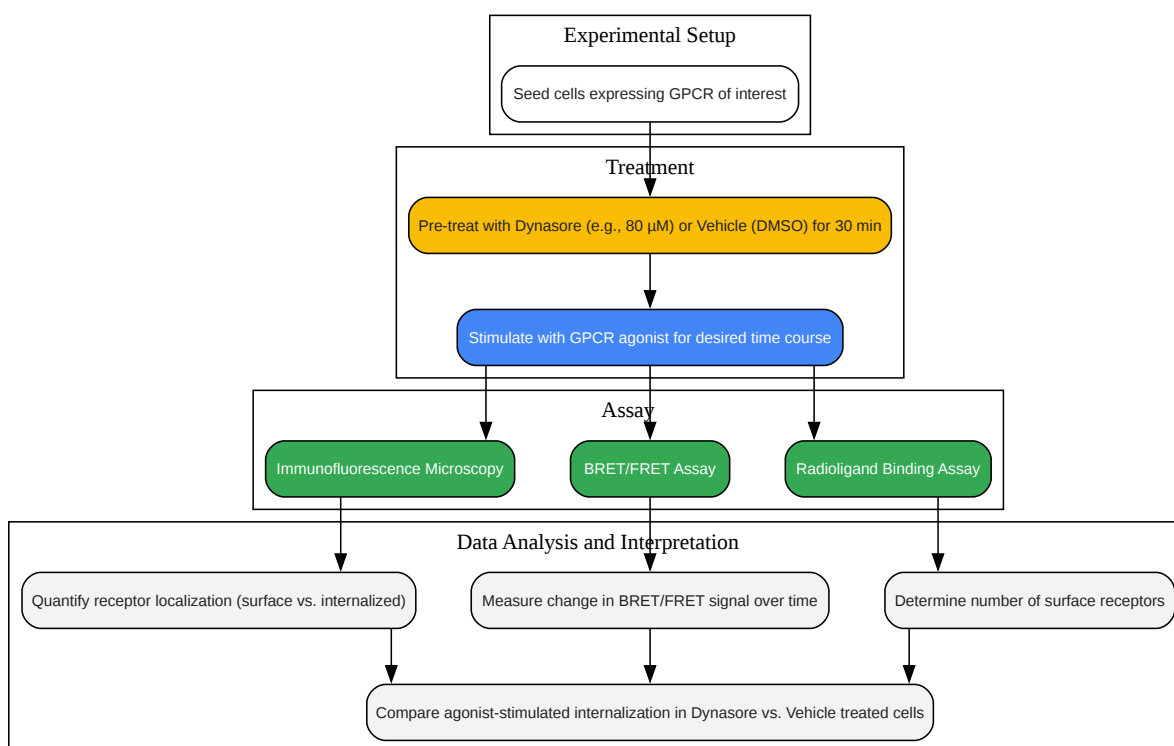 Experimental Setup
Seed cells expressing GPCR of interest
Treatment
Pre-treat with Dynasore (e.g., 80 µM) or Vehicle (DMSO) for 30 min
Stimulate with GPCR agonist for desired time course
Assay
Immunofluorescence Microscopy
BRET/FRET Assay
Radioligand Binding Assay
Data Analysis and Interpretation
Quantify receptor localization (surface vs. internalized)
Measure change in BRET/FRET signal over time
Determine number of surface receptors
Compare agonist-stimulated internalization in Dynasore vs. Vehicle treated cells